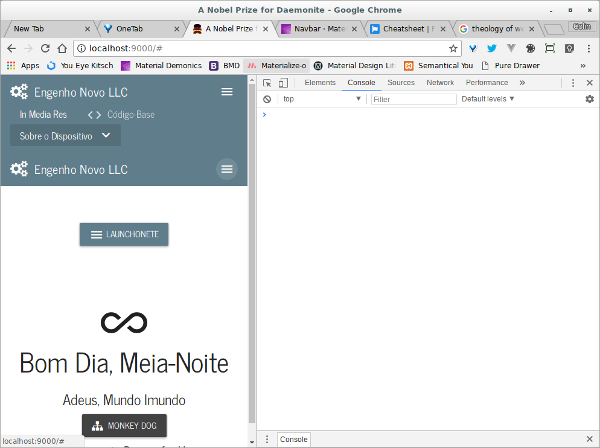 A Nobel Prize for Daemonite - Google Chrome
New Tab
OneTab
A Nobel Prize
Navbar - Mate
Cheatsheet | F
theology of w
Colin
localhost:9000/#
Apps
You Eye Kitsch
Material Demonics
BMD
Materialize-o
Material Design Lit
Semantical You
Pure Drawer
»
Engenho Novo LLC
In Media Res
Código-Base
Sobre o Dispositivo
Engenho Novo LLC
LAUNCHONETE
Bom Dia, Meia-Noite
Adeus, Mundo Imundo
MONKEY DOG
localhost:9000/#
Elements
Console
Sources
Network
Performance
»
top
Filter
Default levels
Console